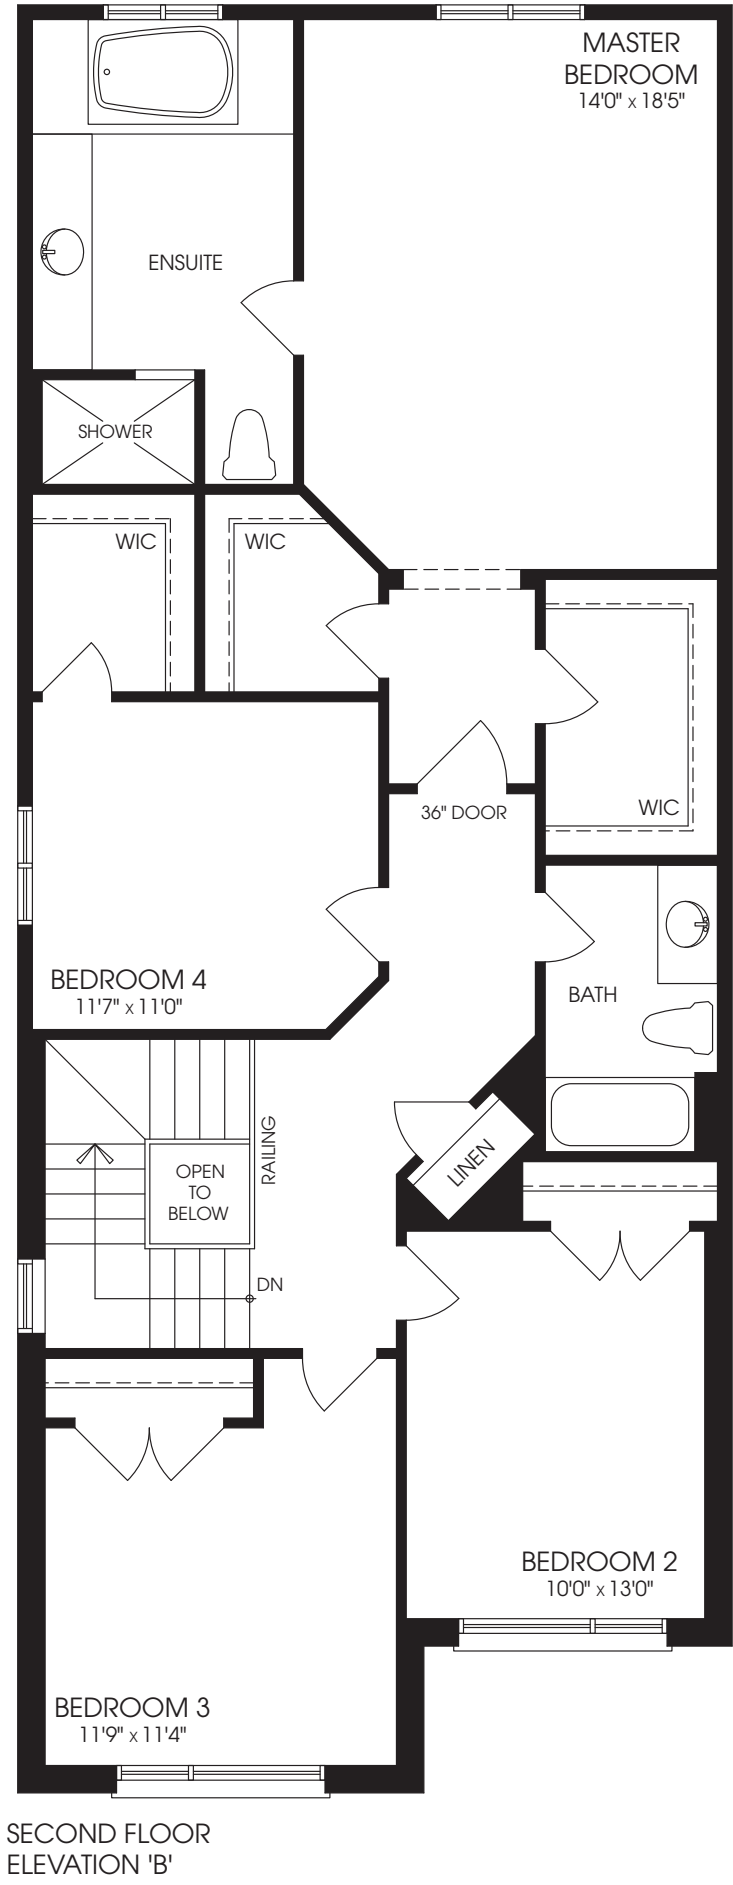 MASTER
BEDROOM
14'0" x 18'5"
ENSUITE
SHOWER
WIC
WIC
WIC
36" DOOR
BEDROOM 4
11'7" x 11'0"
BATH
RAILING
LINEN
OPEN
TO
BELOW
DN
BEDROOM 2
10'0" x 13'0"
BEDROOM 3
11'9" x 11'4"
SECOND FLOOR
ELEVATION 'B'